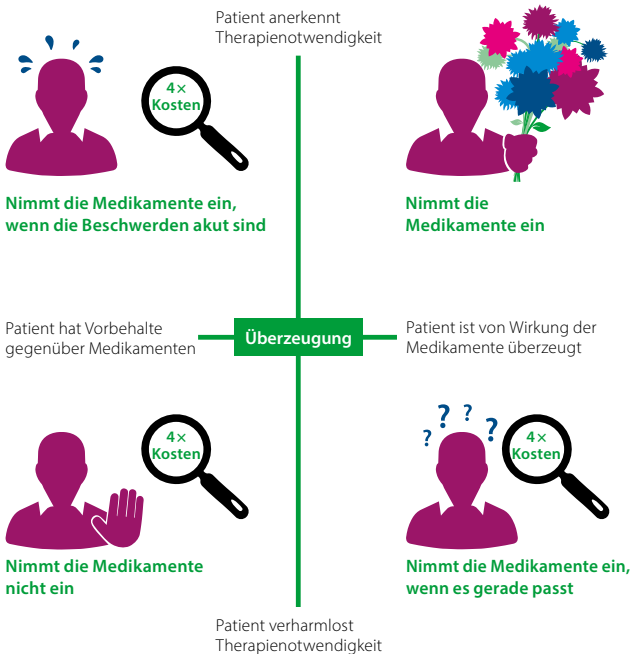 Patient anerkennt
Therapienotwendigkeit
4×
Kosten
Nimmt die Medikamente ein,
wenn die Beschwerden akut sind
Nimmt die
Medikamente ein
Patient hat Vorbehalte
gegenüber Medikamenten
Überzeugung
Patient ist von Wirkung der
Medikamente überzeugt
4×
Kosten
Nimmt die Medikamente
nicht ein
? ? ? ?
4×
Kosten
Nimmt die Medikamente ein,
wenn es gerade passt
Patient verharmlost
Therapienotwendigkeit